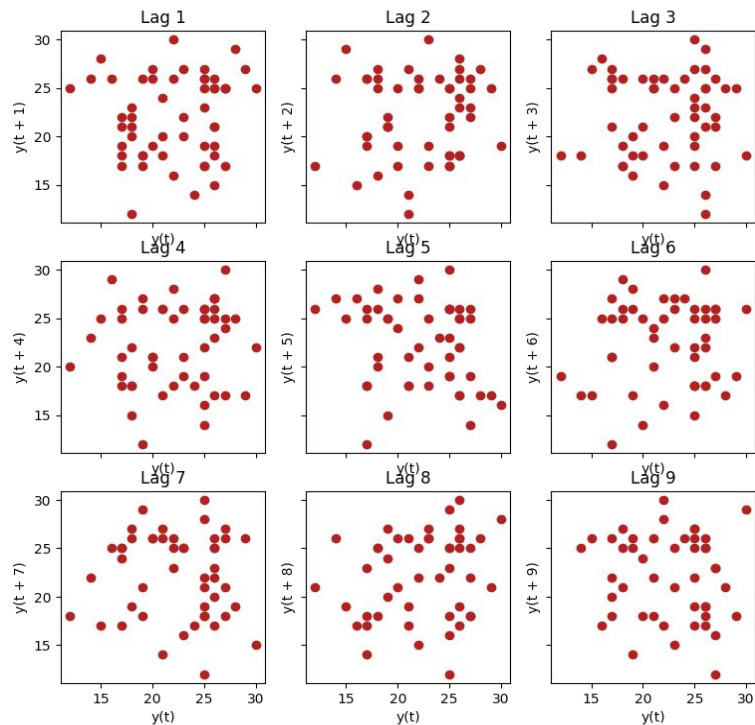 Lag 1
Lag 2
Lag 3
30
25
20
15
y(t + 1)
y(t + 2)
y(t + 3)
y(t)
y(t)
y(t)
Lag 4
Lag 5
Lag 6
30
25
20
15
y(t + 4)
y(t + 5)
y(t + 6)
y(t)
y(t)
y(t)
Lag 7
Lag 8
Lag 9
30
25
20
15
y(t + 7)
y(t + 8)
y(t + 9)
15 20 25 30
15 20 25 30
15 20 25 30
y(t)
y(t)
y(t)